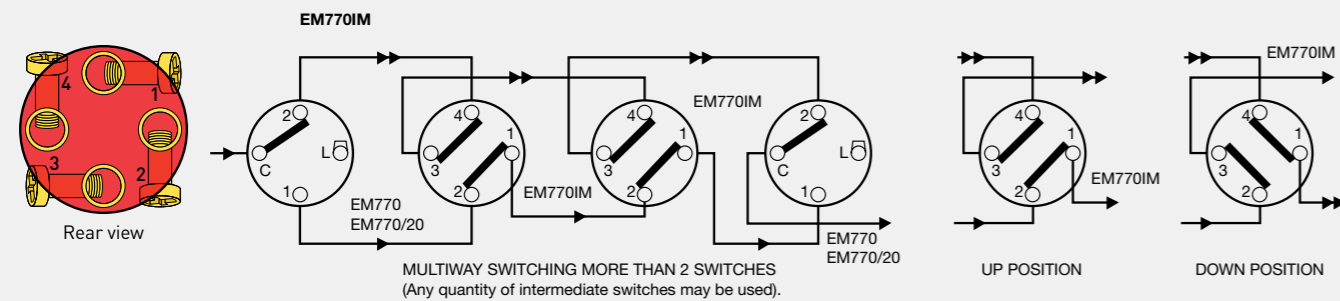 EM770IM
4
1
3
2
Rear view
2
C
L
1
EM770
EM770/20
4
1
3
2
EM770IM
4
1
3
2
EM770IM
2
C
L
1
EM770
EM770/20
MULTIWAY SWITCHING MORE THAN 2 SWITCHES
(Any quantity of intermediate switches may be used).
4
1
3
2
EM770IM
UP POSITION
EM770IM
4
1
3
2
DOWN POSITION